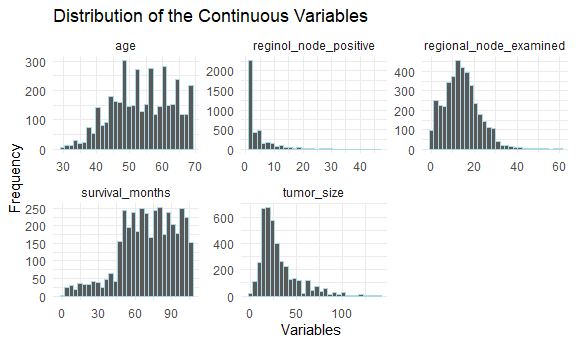 Distribution of the Continuous Variables
age
reginol_node_positive
regional_node_examined
300
200
100
0
30 40 50 60 70
2000
1500
1000
500
0
0 10 20 30 40
400
300
200
100
0
0 20 40 60
Frequency
survival_months
tumor_size
250
200
150
100
50
0
0 30 60 90
600
400
200
0
0 50 100
Variables